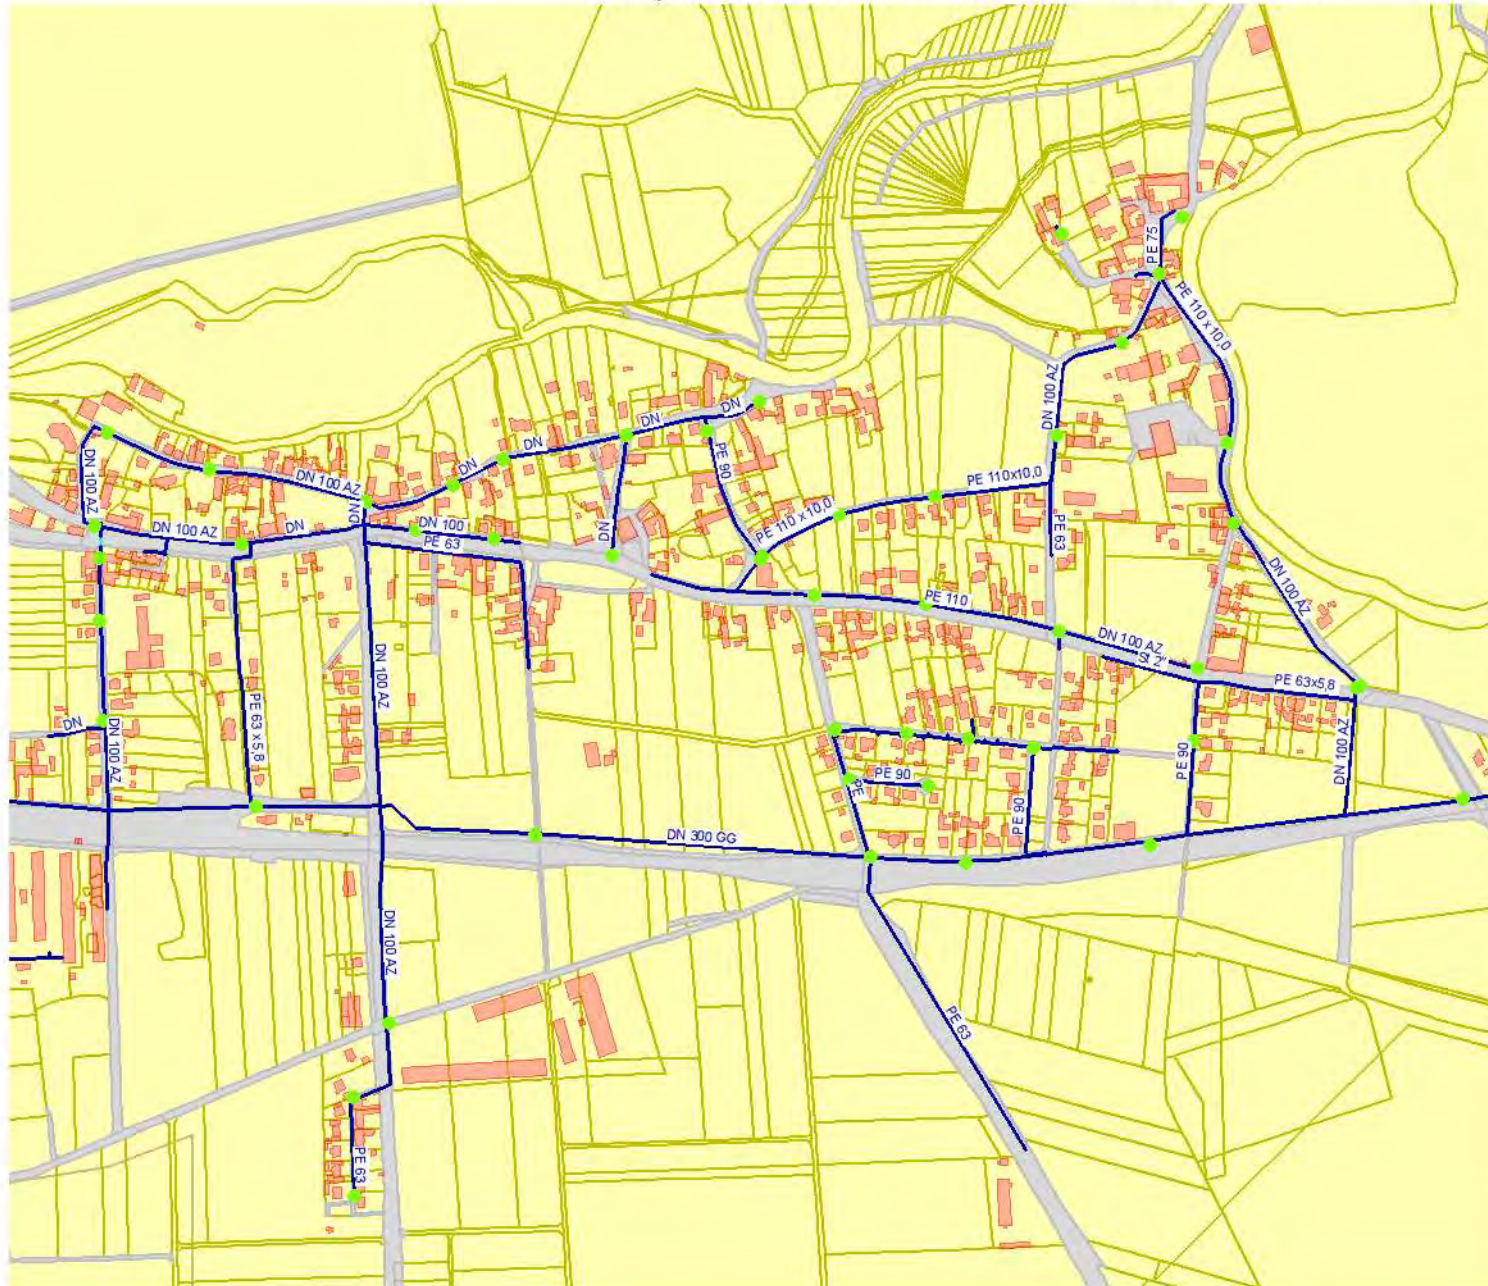 PE 75
PE 110 x 10,0
DN 100 AZ
DN
DN
DN
DN
PE 90
DN 100 AZ
DN 100 AZ
DN
PE 110x10,0
PE 110 x 10,0
DN 100 AZ
DN
DN 100
PE 63
DN
PE 63
DN 100 AZ
PE 110
DN 100 AZ
St 2"
PE 63x5,8
DN 100 AZ
PE 63 x 5,8
DN
DN 100 AZ
PE 90
PE
PE 90
PE 90
DN 100 AZ
DN 300 GG
DN 100 AZ
PE 63
PE 63